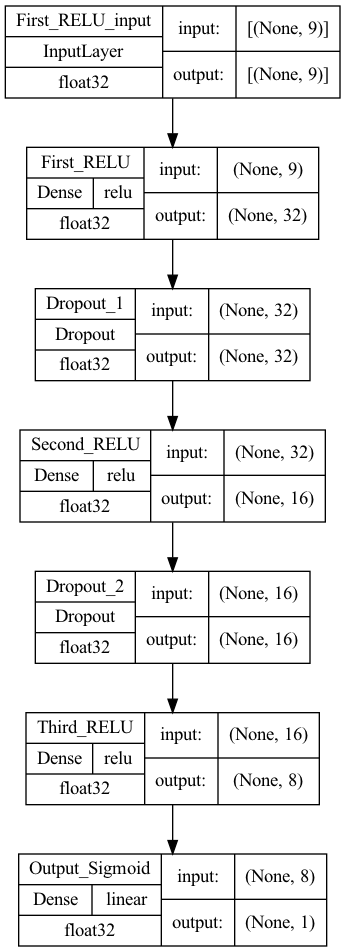 First_RELU_input
InputLayer
float32
input:
[(None, 9)]
output:
[(None, 9)]
First_RELU
Dense
relu
float32
input:
(None, 9)
output:
(None, 32)
Dropout_1
Dropout
float32
input:
(None, 32)
output:
(None, 32)
Second_RELU
Dense
relu
float32
input:
(None, 32)
output:
(None, 16)
Dropout_2
Dropout
float32
input:
(None, 16)
output:
(None, 16)
Third_RELU
Dense
relu
float32
input:
(None, 16)
output:
(None, 8)
Output_Sigmoid
Dense
linear
float32
input:
(None, 8)
output:
(None, 1)